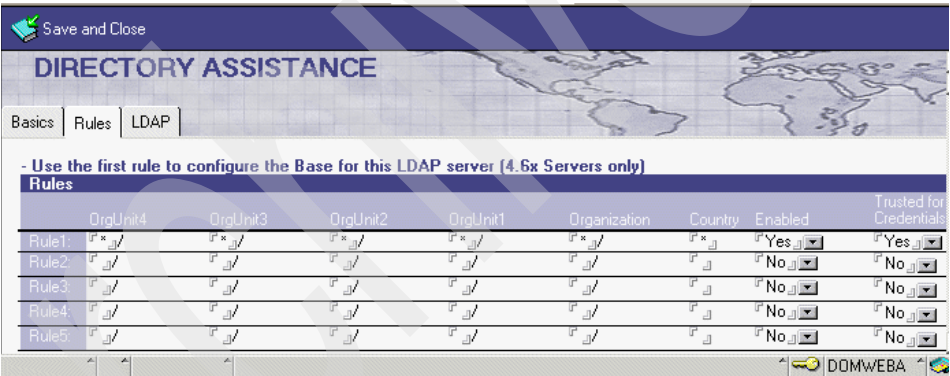 Save and Close
DIRECTORY ASSISTANCE
Basics Rules LDAP
- Use the first rule to configure the Base for this LDAP server (4.6x Servers only)
Rules
OrgUnit4 OrgUnit3 OrgUnit2 OrgUnit1 Organization Country Enabled Trusted for Credentials
Rule1: * / * / * / * / * / * Yes Yes
Rule2: / / / / / No No
Rule3: / / / / / No No
Rule4: / / / / / No No
Rule5: / / / / / No No
DOMWEBA